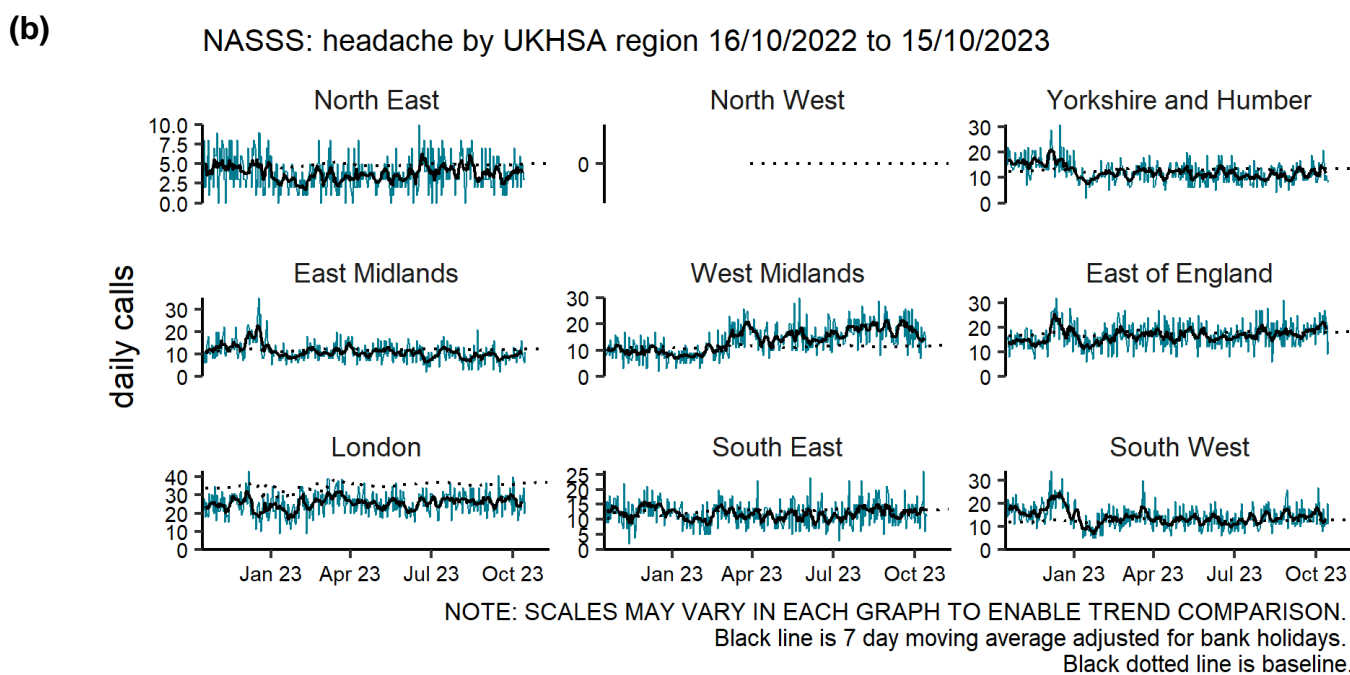 (b)
NASSS: headache by UKHSA region 16/10/2022 to 15/10/2023
North East
North West
Yorkshire and Humber
10.0
7.5
5.0
2.5
0.0
0
30
20
10
0
East Midlands
West Midlands
East of England
30
20
10
0
30
20
10
0
30
20
10
0
daily calls
London
South East
South West
40
30
20
10
0
25
20
15
10
5
0
30
20
10
0
Jan 23 Apr 23 Jul 23 Oct 23
Jan 23 Apr 23 Jul 23 Oct 23
Jan 23 Apr 23 Jul 23 Oct 23
NOTE: SCALES MAY VARY IN EACH GRAPH TO ENABLE TREND COMPARISON.
Black line is 7 day moving average adjusted for bank holidays.
Black dotted line is baseline.